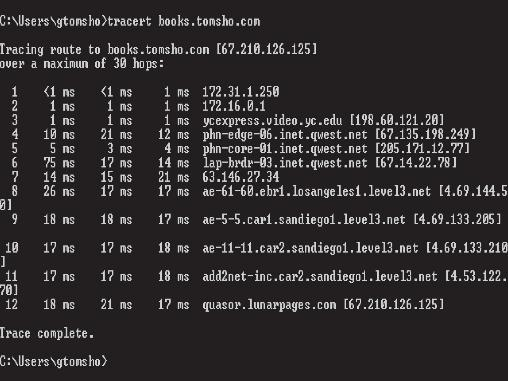 C:\Users\gtomsho>tracert books.tomsho.com
Tracing route to books.tomsho.com [67.210.126.125]
over a maximum of 30 hops:
1 <1 ms <1 ms 1 ms 172.31.1.250
2 1 ms 1 ms 1 ms 172.16.0.1
3 1 ms 1 ms 1 ms ycexpress.video.yc.edu [198.60.121.20]
4 10 ms 21 ms 12 ms phn-edge-06.inet.qwest.net [67.135.198.249]
5 5 ms 3 ms 4 ms phn-core-01.inet.qwest.net [205.171.12.77]
6 75 ms 17 ms 14 ms lap-brdr-03.inet.qwest.net [67.14.22.78]
7 14 ms 15 ms 21 ms 63.146.27.34
8 26 ms 17 ms 17 ms ae-61-60.ebr1.losangeles1.level3.net [4.69.144.5
0]
9 18 ms 18 ms 17 ms ae-5-5.car1.sandiego1.level3.net [4.69.133.205]
10 17 ms 17 ms 17 ms ae-11-11.car2.sandiego1.level3.net [4.69.133.210
]
11 17 ms 17 ms 18 ms add2net-inc.car2.sandiego1.level3.net [4.53.122.
70]
12 18 ms 21 ms 17 ms quasor.lunarpages.com [67.210.126.125]
Trace complete.
C:\Users\gtomsho>